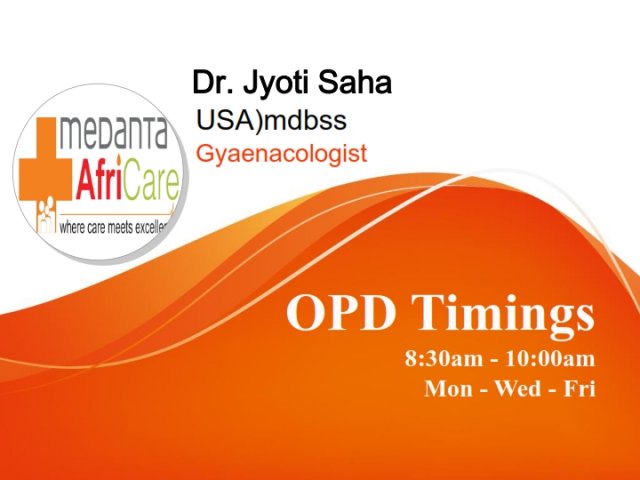 Dr. Jyoti Saha
USA)mdbss
Gyaenacologist
medanta
AfriCare
where care meets
OPD Timings
8:30am - 10:00am
Mon - Wed - Fri